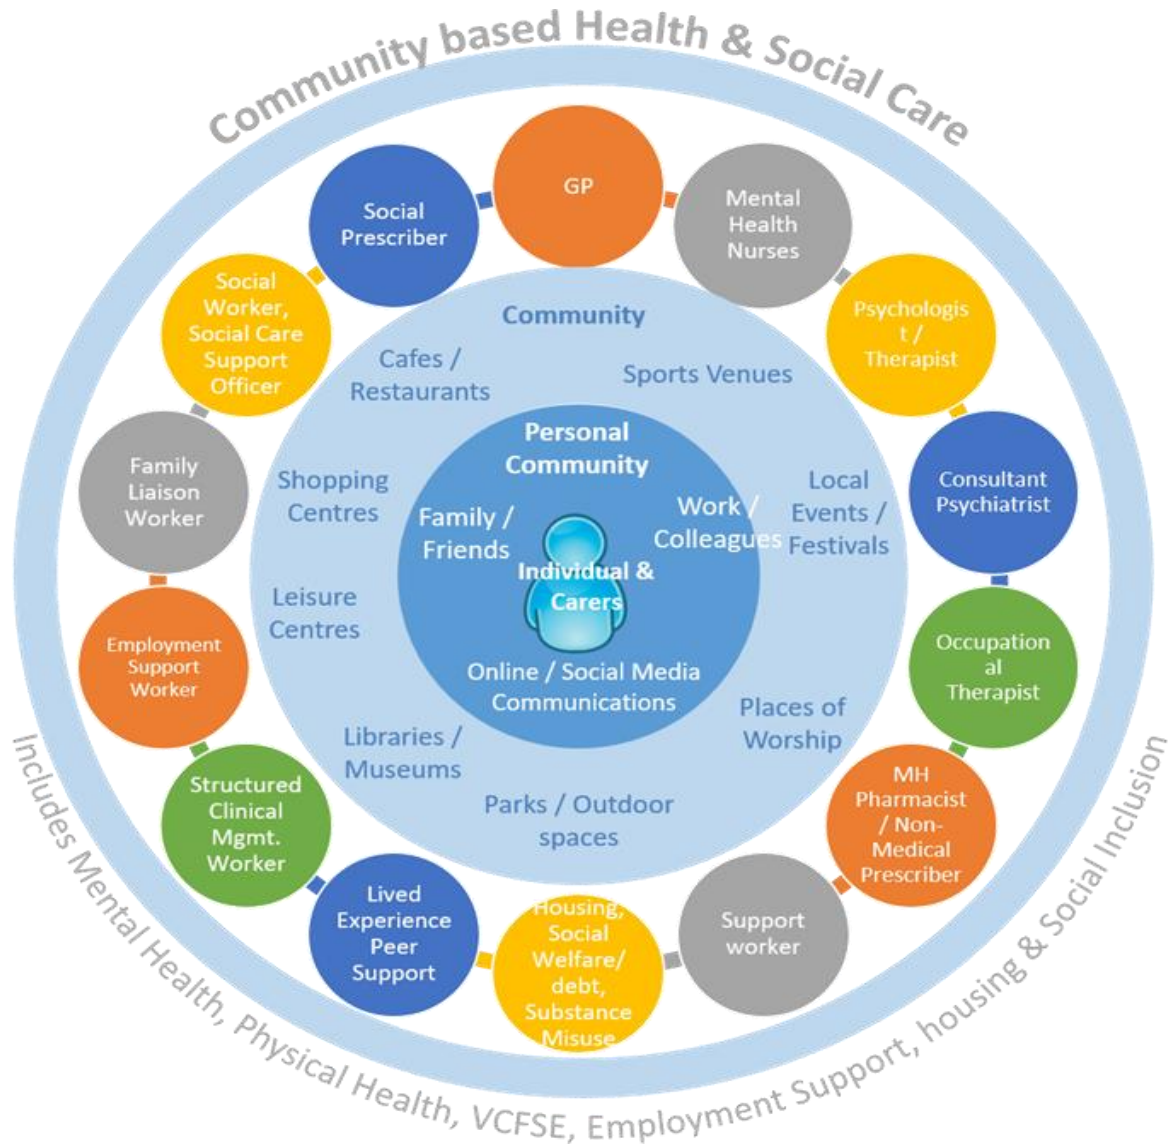 Community based Health & Social Care
GP
Mental
Health
Nurses
Psychologis
t /
Therapist
Consultant
Psychiatrist
Occupation
al
Therapist
MH
Pharmacist
/ Non-
Medical
Prescriber
Support
worker
Housing,
Social
Welfare/
debt,
Substance
Misuse
Lived
Experience
Peer
Support
Structured
Clinical
Mgmt.
Worker
Employment
Support
Worker
Family
Liaison
Worker
Social
Worker,
Social Care
Support
Officer
Social
Prescriber
Community
Cafes /
Restaurants
Sports Venues
Shopping
Centres
Local
Events /
Festivals
Leisure
Centres
Places of
Worship
Libraries /
Museums
Parks / Outdoor
spaces
Personal
Community
Family /
Friends
Work /
Colleagues
Individual &
Carers
Online / Social Media
Communications
Includes Mental Health, Physical Health, VCFSE, Employment Support, housing & Social Inclusion